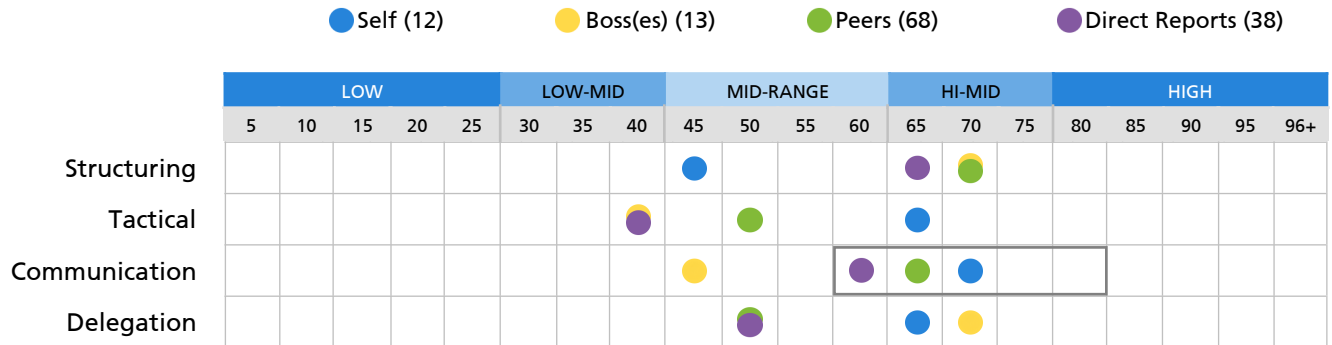 Self (12) Boss(es) (13) Peers (68) Direct Reports (38)
LOW LOW-MID MID-RANGE HI-MID HIGH
5 10 15 20 25 30 35 40 45 50 55 60 65 70 75 80 85 90 95 96+
Structuring
Tactical
Communication
Delegation